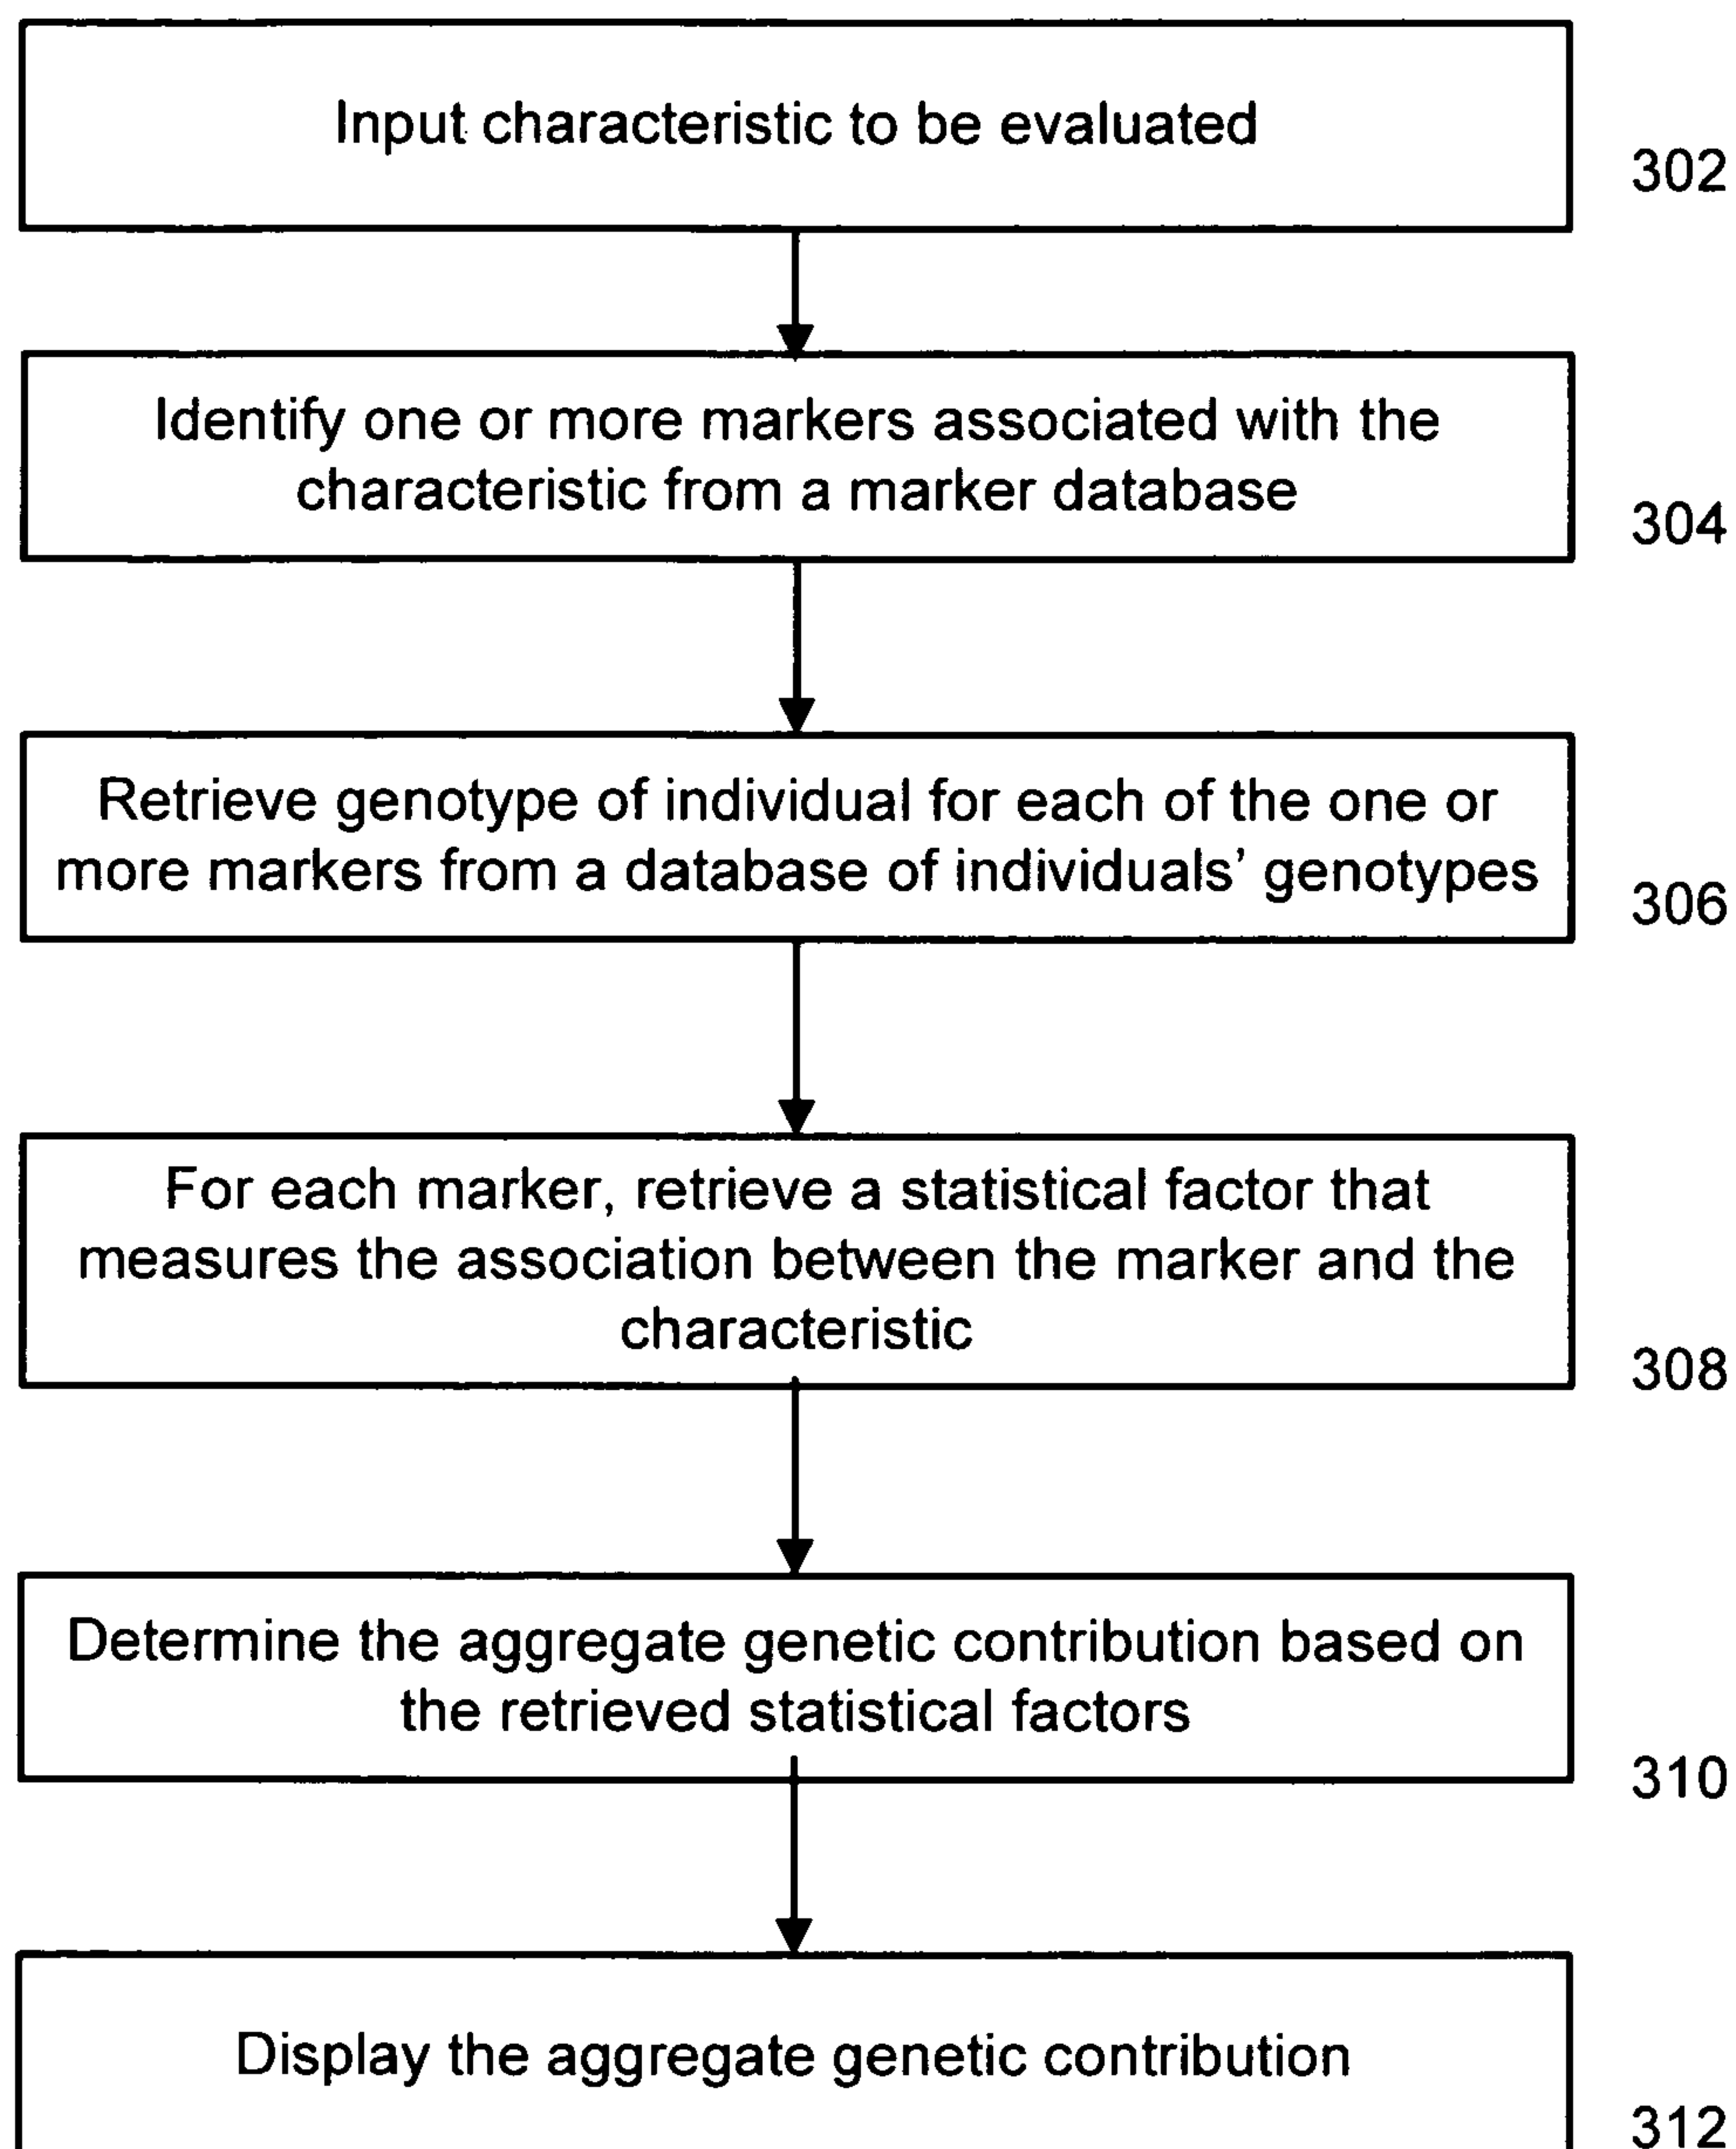 Input characteristic to be evaluated
302
Identify one or more markers associated with the
characteristic from a marker database
304
Retrieve genotype of individual for each of the one or
more markers from a database of individuals’ genotypes
306
For each marker, retrieve a statistical factor that
measures the association between the marker and the
characteristic
308
Determine the aggregate genetic contribution based on
the retrieved statistical factors
310
Display the aggregate genetic contribution
312